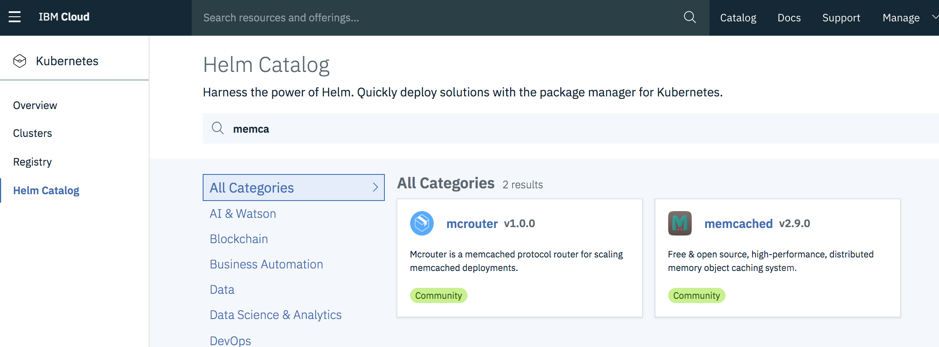 IBM Cloud
Search resources and offerings...
Catalog
Docs
Support
Manage
Kubernetes
Overview
Clusters
Registry
Helm Catalog
Helm Catalog
Harness the power of Helm. Quickly deploy solutions with the package manager for Kubernetes.
memca
All Categories
AI & Watson
Blockchain
Business Automation
Data
Data Science & Analytics
DevOps
All Categories 2 results
mcrouter v1.0.0
Mcrouter is a memcached protocol router for scaling
memcached deployments.
Community
M
memcached v2.9.0
Free & open source, high-performance, distributed
memory object caching system.
Community